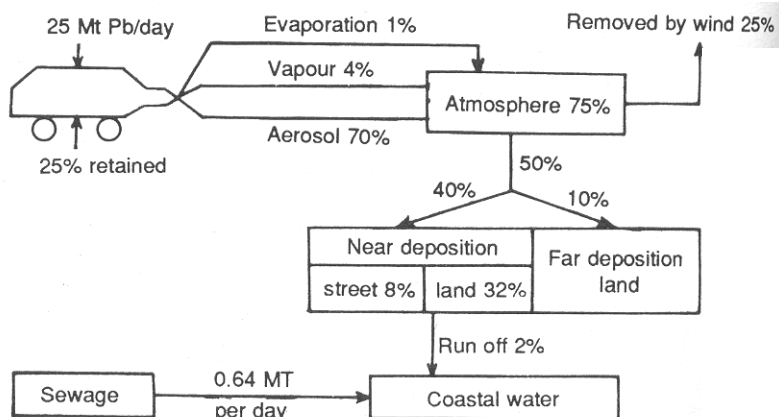 25 Mt Pb/day
Evaporation 1%
Removed by wind 25%
Vapour 4%
Atmosphere 75%
Aerosol 70%
25% retained
50%
40%
10%
Near deposition
Far deposition
land
street 8%
land 32%
Run off 2%
Sewage
0.64 MT
per day
Coastal water